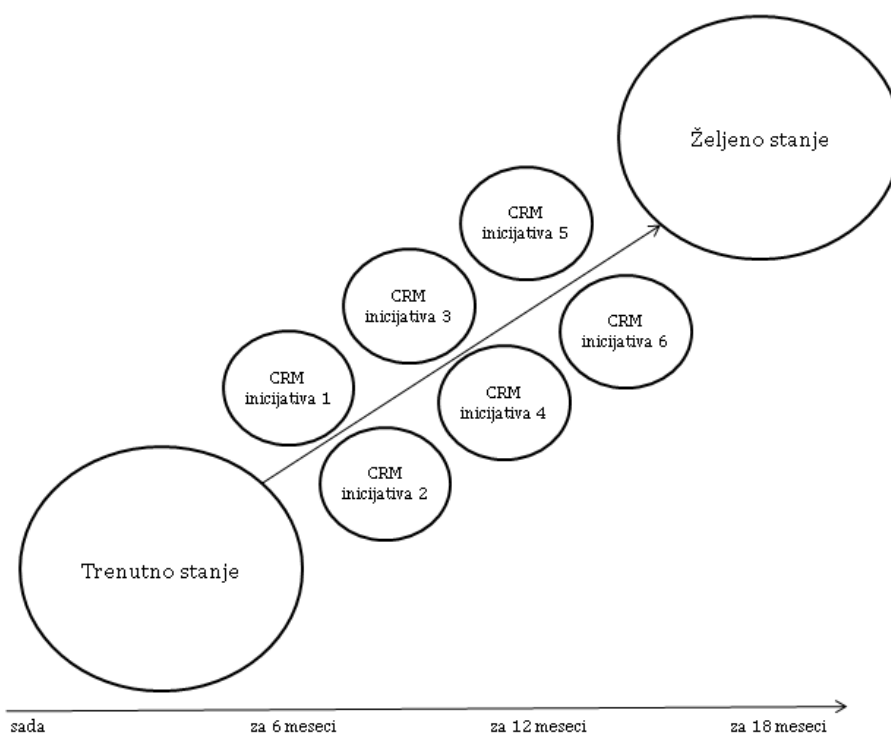 Željeno stanje
CRM
inicijativa 5
CRM
inicijativa 3
CRM
inicijativa 6
CRM
inicijativa 1
CRM
inicijativa 4
CRM
inicijativa 2
Trenutno stanje
sada
za 6 meseci
za 12 meseci
za 18 meseci